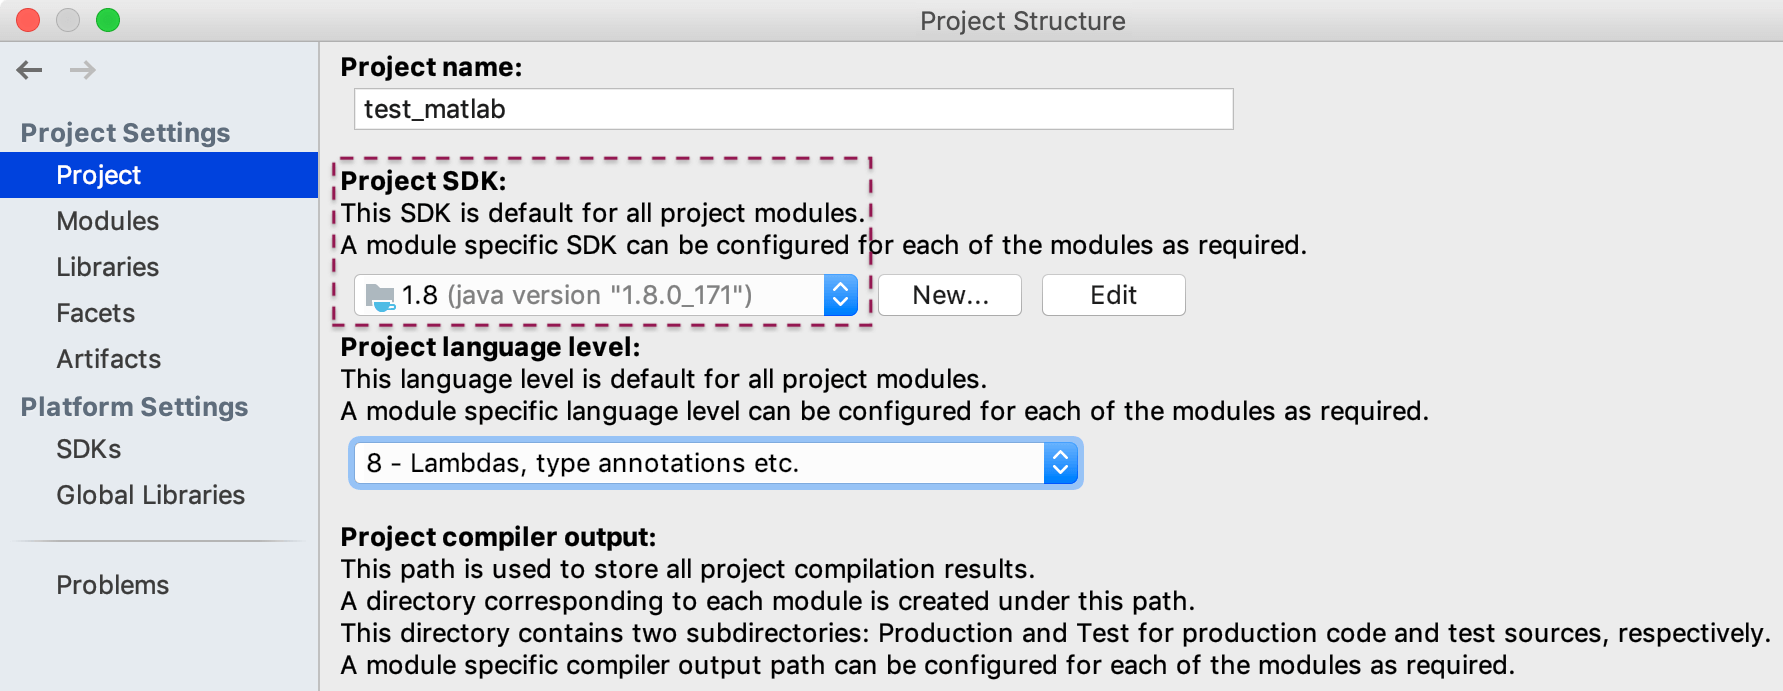 Project Structure
Project Settings
Project
Modules
Libraries
Facets
Artifacts
Platform Settings
SDKs
Global Libraries
Problems
Project name:
test_matlab
Project SDK:
This SDK is default for all project modules.
A module specific SDK can be configured for each of the modules as required.
1.8 (java version "1.8.0_171") New... Edit
Project language level:
This language level is default for all project modules.
A module specific language level can be configured for each of the modules as required.
8 - Lambdas, type annotations etc.
Project compiler output:
This path is used to store all project compilation results.
A directory corresponding to each module is created under this path.
This directory contains two subdirectories: Production and Test for production code and test sources, respectively.
A module specific compiler output path can be configured for each of the modules as required.